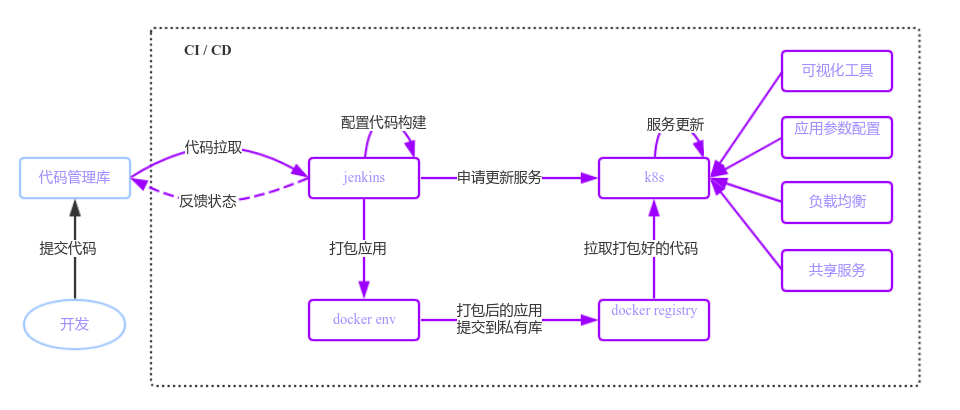 CI / CD
可视化工具
配置代码构建
服务更新
应用参数配置
代码拉取
代码管理库
jenkins
申请更新服务
k8s
反馈状态
负载均衡
提交代码
打包应用
拉取打包好的代码
共享服务
开发
docker env
打包后的应用
提交到私有库
docker registry